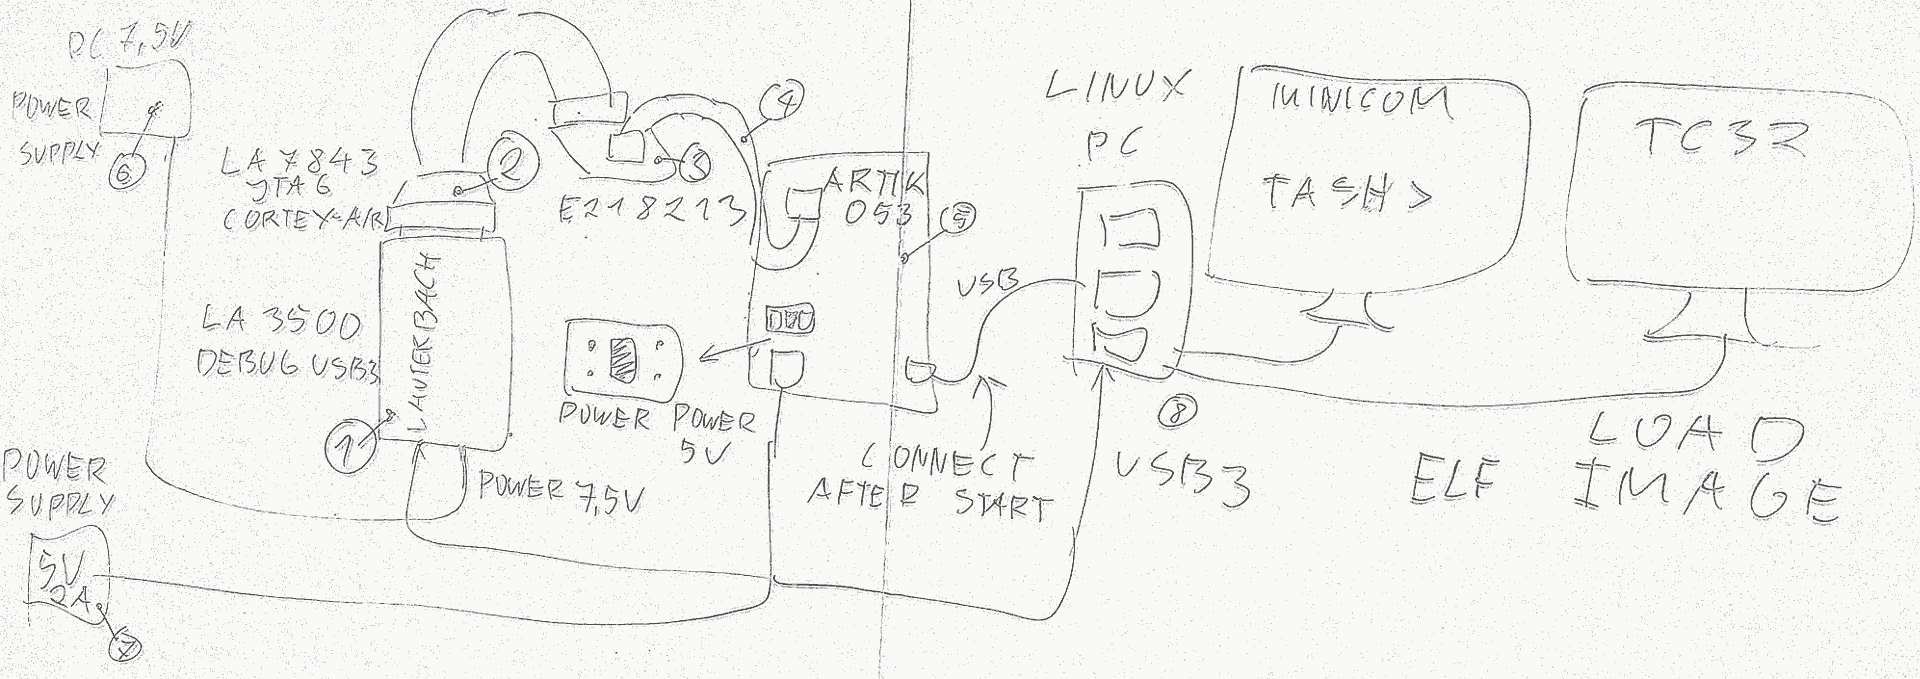 PC 7,5V
POWER
SUPPLY
6
LA 7843
JTAG
CORTEX-A/R
2
4
3
E218213
ARTIK
053
5
LINUX
PC
MINICOM
TASH >
TC32
USB
LA 3500
DEBUG USB3
LAUTERBACH
1
POWER
POWER
5V
CONNECT
AFTER START
8
USB3
ELF
LOAD
IMAGE
POWER 7,5V
POWER
SUPPLY
5V
2A
7